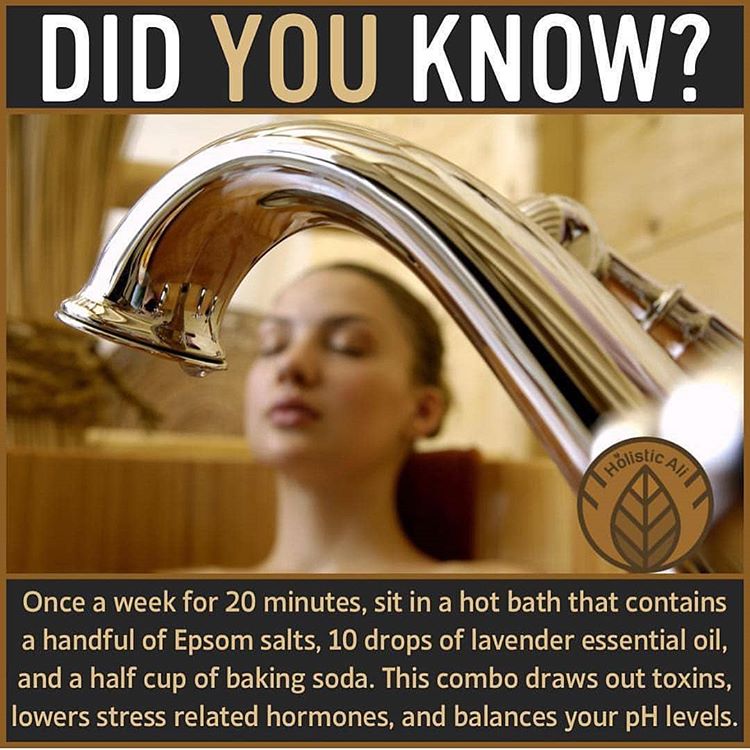 DID YOU KNOW?
Holistic Ali
Once a week for 20 minutes, sit in a hot bath that contains
a handful of Epsom salts, 10 drops of lavender essential oil,
and a half cup of baking soda. This combo draws out toxins,
lowers stress related hormones, and balances your pH levels.